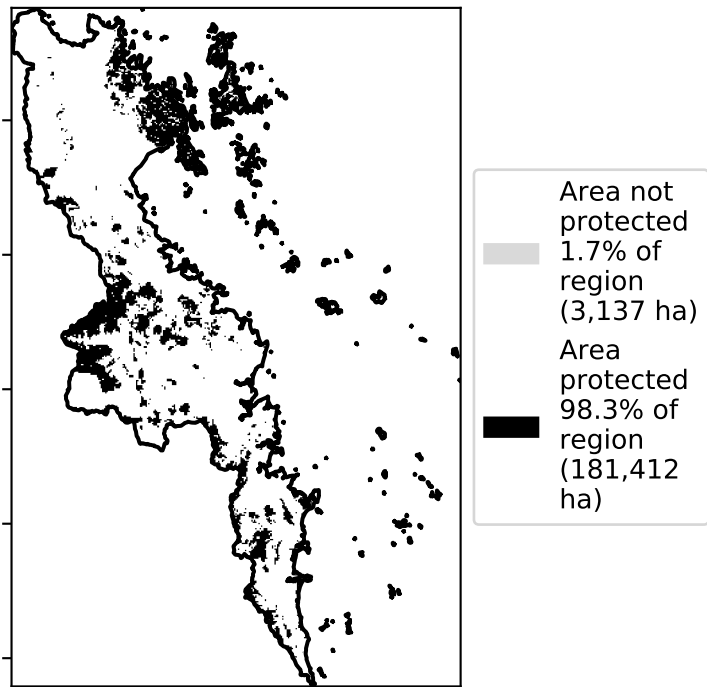 Area not
protected
1.7% of
region
(3,137 ha)
Area
protected
98.3% of
region
(181,412
ha)